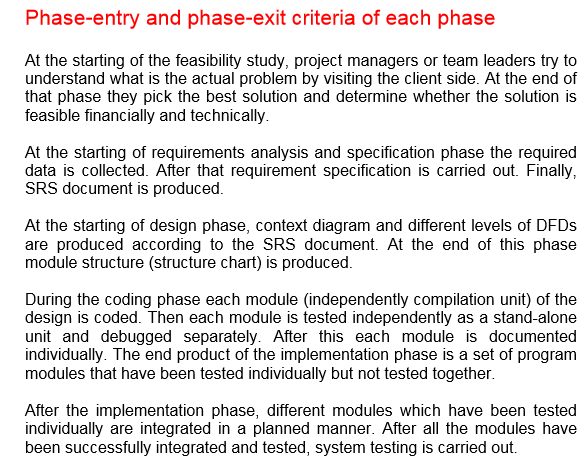 Phase-entry and phase-exit criteria of each phase
At the starting of the feasibility study, project managers or team leaders try to
understand what is the actual problem by visiting the client side. At the end of
that phase they pick the best solution and determine whether the solution is
feasible financially and technically.
At the starting of requirements analysis and specification phase the required
data is collected. After that requirement specification is carried out. Finally,
SRS document is produced.
At the starting of design phase, context diagram and different levels of DFDs
are produced according to the SRS document. At the end of this phase
module structure (structure chart) is produced.
During the coding phase each module (independently compilation unit) of the
design is coded. Then each module is tested independently as a stand-alone
unit and debugged separately. After this each module is documented
individually. The end product of the implementation phase is a set of program
modules that have been tested individually but not tested together.
After the implementation phase, different modules which have been tested
individually are integrated in a planned manner. After all the modules have
been successfully integrated and tested, system testing is carried out.